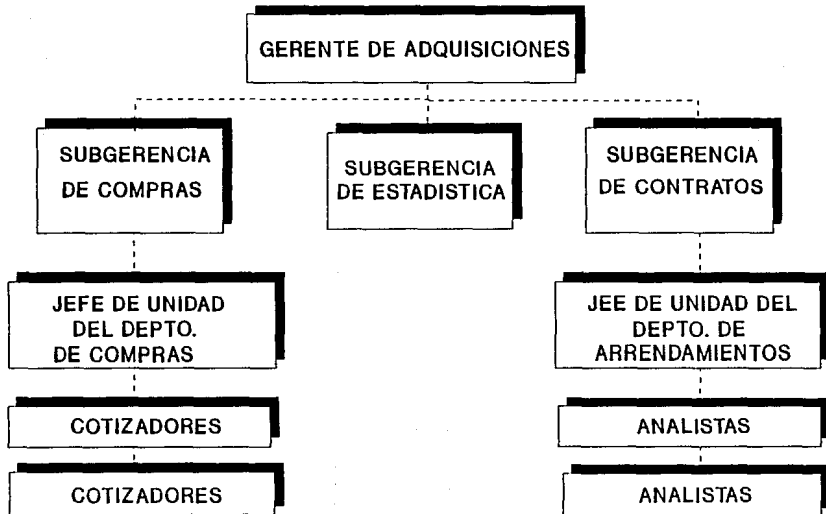 GERENTE DE ADQUISICIONES
SUBGERENCIA
DE COMPRAS
SUBGERENCIA
DE ESTADISTICA
SUBGERENCIA
DE CONTRATOS
JEFE DE UNIDAD
DEL DEPTO.
DE COMPRAS
JEE DE UNIDAD DEL
DEPTO. DE
ARRENDAMIENTOS
COTIZADORES
ANALISTAS
COTIZADORES
ANALISTAS